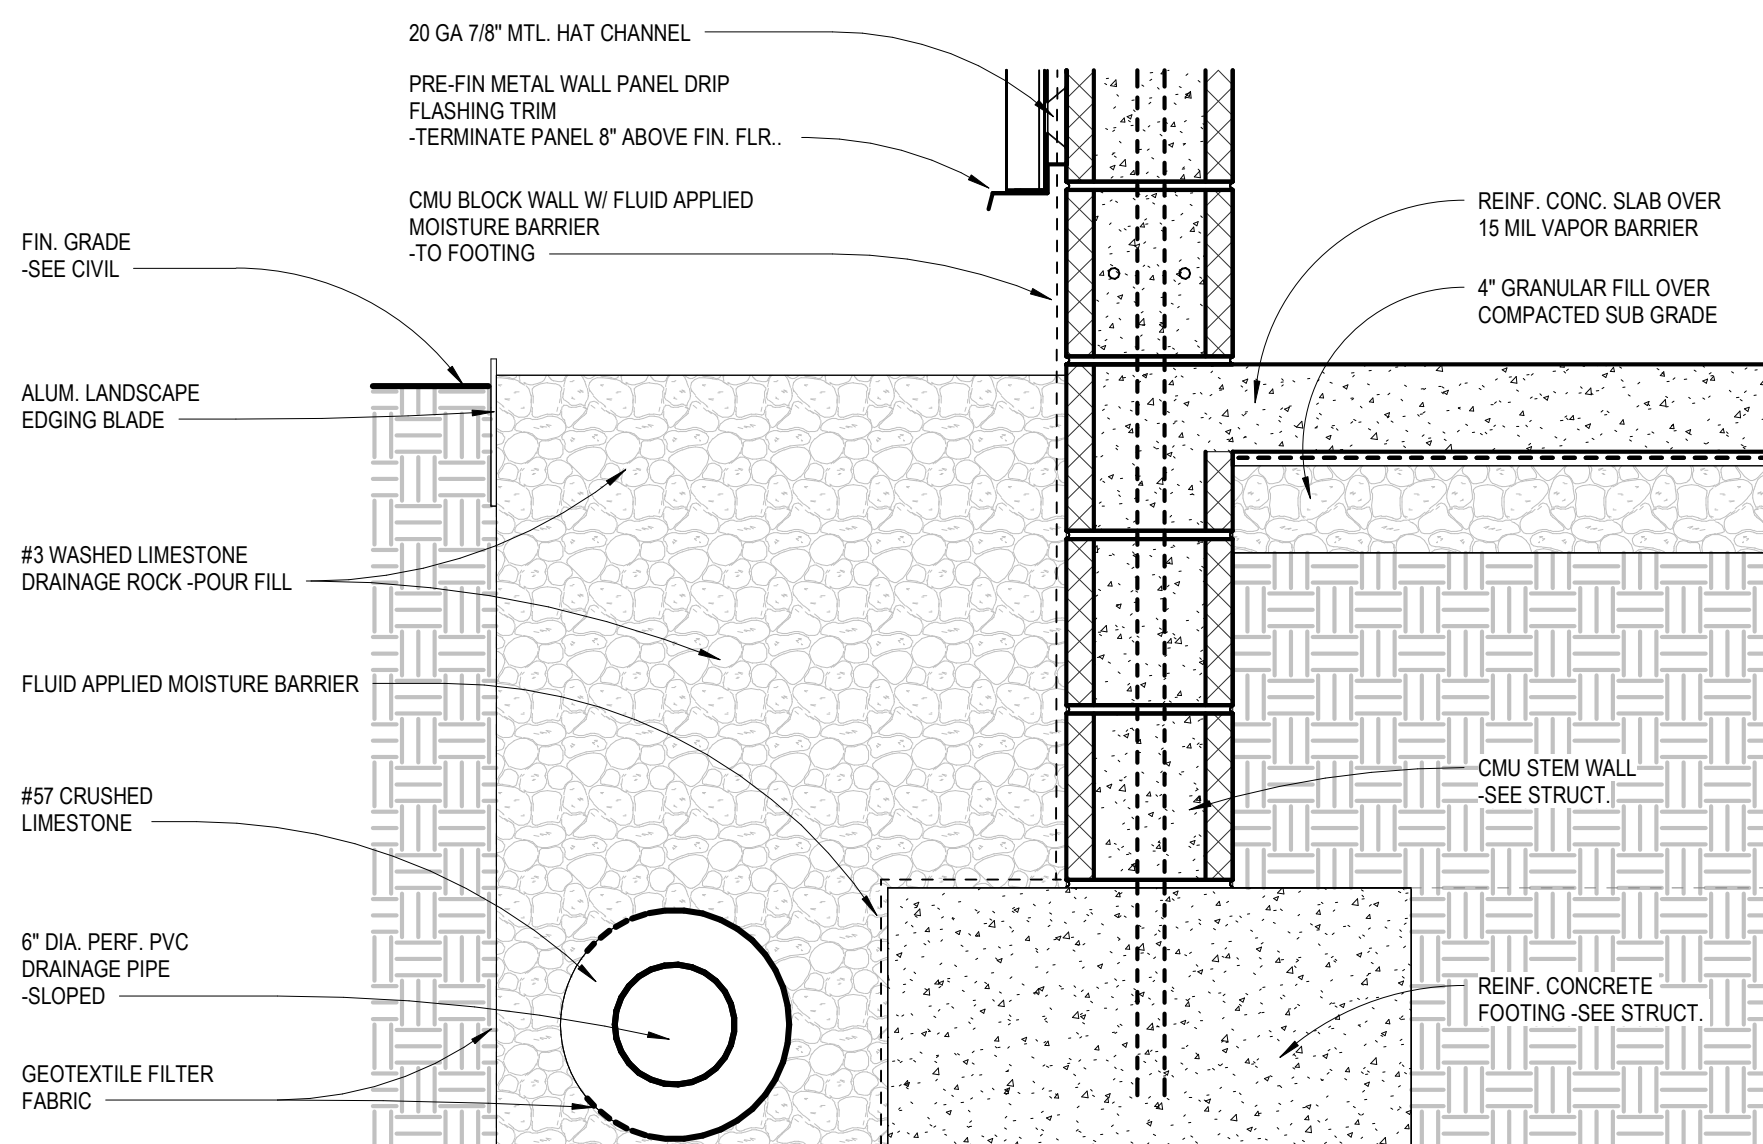 20 GA 7/8" MTL. HAT CHANNEL
PRE-FIN METAL WALL PANEL DRIP
FLASHING TRIM
-TERMINATE PANEL 8" ABOVE FIN. FLR..
CMU BLOCK WALL W/ FLUID APPLIED
MOISTURE BARRIER
-TO FOOTING
FIN. GRADE
-SEE CIVIL
ALUM. LANDSCAPE
EDGING BLADE
#3 WASHED LIMESTONE
DRAINAGE ROCK -POUR FILL
FLUID APPLIED MOISTURE BARRIER
#57 CRUSHED
LIMESTONE
6" DIA. PERF. PVC
DRAINAGE PIPE
-SLOPED
GEOTEXTILE FILTER
FABRIC
REINF. CONC. SLAB OVER
15 MIL VAPOR BARRIER
4" GRANULAR FILL OVER
COMPACTED SUB GRADE
CMU STEM WALL
-SEE STRUCT.
REINF. CONCRETE
FOOTING -SEE STRUCT.